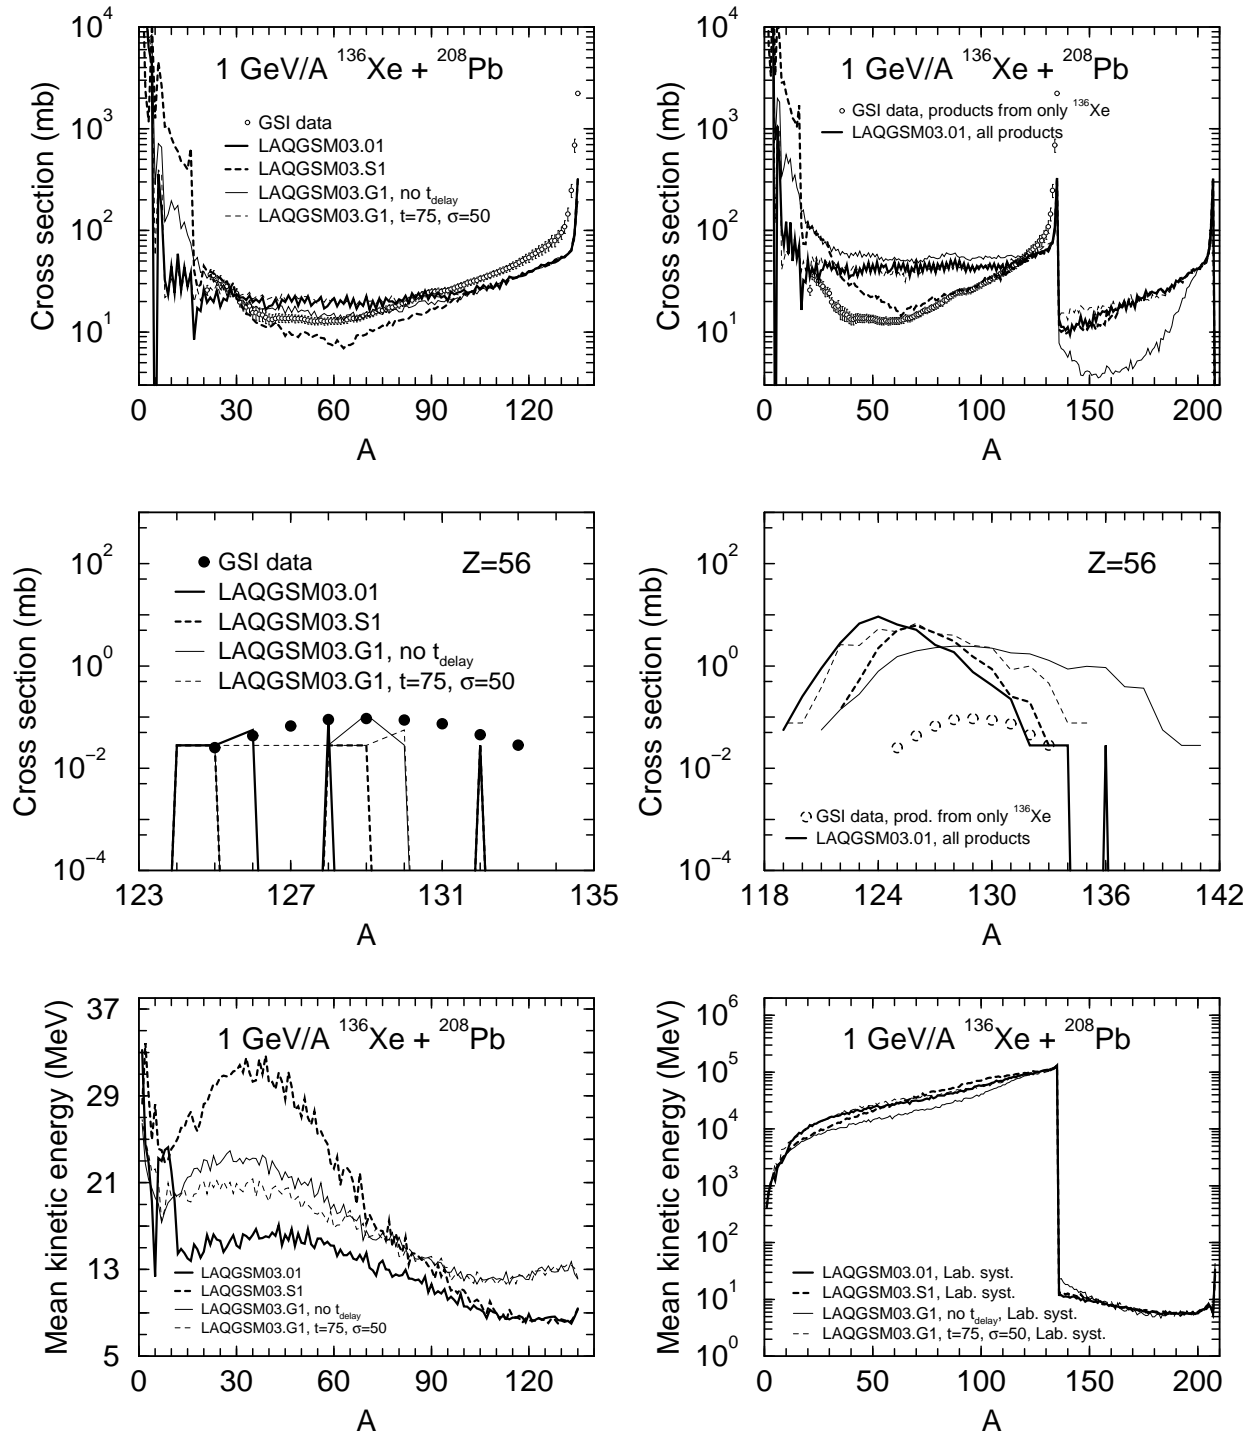 10^4
10^3
10^2
10^1
Cross section (mb)
1 GeV/A ^136Xe + ^208Pb
GSI data
LAQGSM03.01
LAQGSM03.S1
LAQGSM03.G1, no t_delay
LAQGSM03.G1, t=75, σ=50
0 30 60 90 120
A
10^4
10^3
10^2
10^1
Cross section (mb)
1 GeV/A ^136Xe + ^208Pb
GSI data, products from only ^136Xe
LAQGSM03.01, all products
0 50 100 150 200
A
10^2
10^0
10^−2
10^−4
Cross section (mb)
GSI data
Z=56
LAQGSM03.01
LAQGSM03.S1
LAQGSM03.G1, no t_delay
LAQGSM03.G1, t=75, σ=50
123 127 131 135
A
10^2
10^0
10^−2
10^−4
Cross section (mb)
Z=56
GSI data, prod. from only ^136Xe
LAQGSM03.01, all products
118 124 130 136 142
A
37
29
21
13
5
Mean kinetic energy (MeV)
1 GeV/A ^136Xe + ^208Pb
LAQGSM03.01
LAQGSM03.S1
LAQGSM03.G1, no t_delay
LAQGSM03.G1, t=75, σ=50
0 30 60 90 120
A
10^6
10^5
10^4
10^3
10^2
10^1
10^0
Mean kinetic energy (MeV)
1 GeV/A ^136Xe + ^208Pb
LAQGSM03.01, Lab. syst.
LAQGSM03.S1, Lab. syst.
LAQGSM03.G1, no t_delay, Lab. syst.
LAQGSM03.G1, t=75, σ=50, Lab. syst.
0 50 100 150 200
A